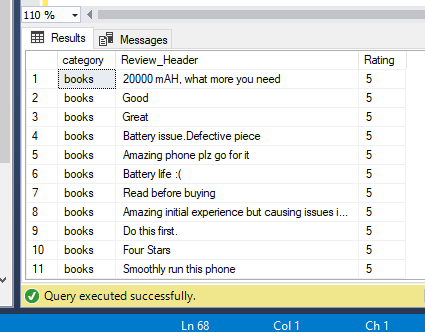 110 %
Results Messages
category Review_Header Rating
1 books 20000 mAH, what more you need 5
2 books Good 5
3 books Great 5
4 books Battery issue.Defective piece 5
5 books Amazing phone plz go for it 5
6 books Battery life :( 5
7 books Read before buying 5
8 books Amazing initial experience but causing issues i... 5
9 books Do this first. 5
10 books Four Stars 5
11 books Smoothly run this phone 5
Query executed successfully.
Ln 68 Col 1 Ch 1